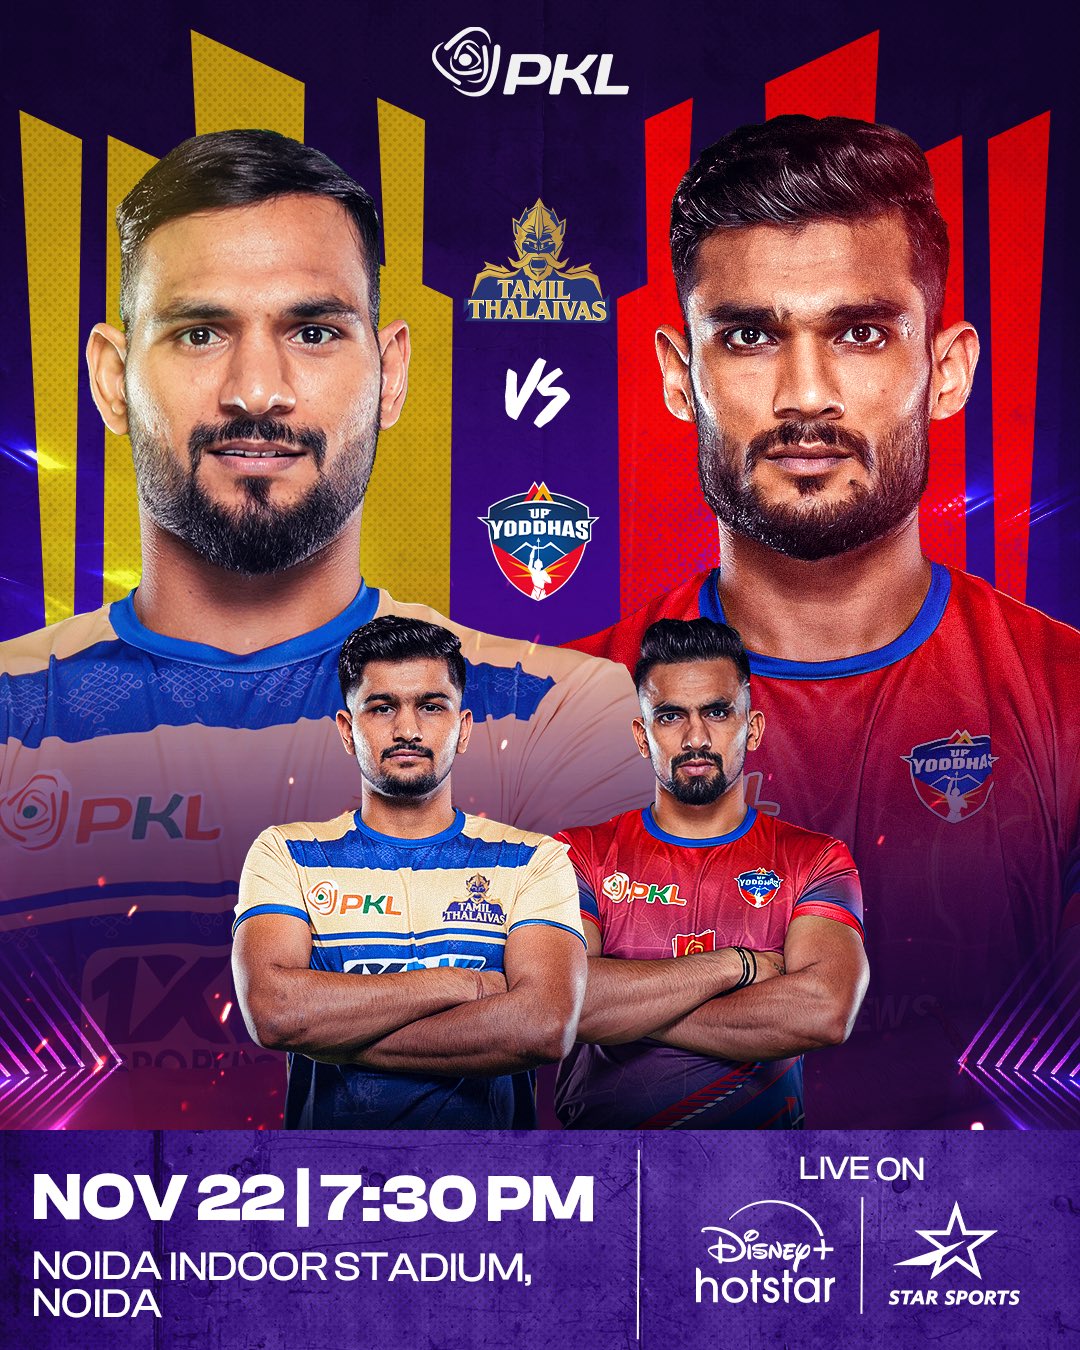 PKL
TAMIL
THALAIVAS
VS
UP
YODDHAS
UP
YODDHAS
PKL
PKL
TAMIL
THALAIVAS
PKL
UP
YODDHAS
NEWS
NOV 22 | 7:30 PM
NOIDA INDOOR STADIUM,
NOIDA
LIVE ON
Disney+
hotstar
STAR SPORTS